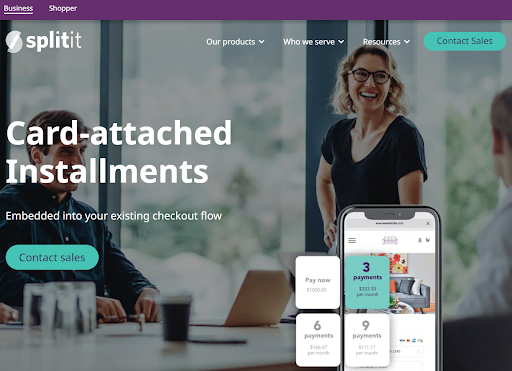 Business Shopper
splitit
Our products Who we serve Resources Contact Sales
Card-attached
Installments
Embedded into your existing checkout flow
Contact sales
Pay now
$1000.00
3
payments
$333.33
per month
6
payments
$166.67
per month
9
payments
$111.11
per month